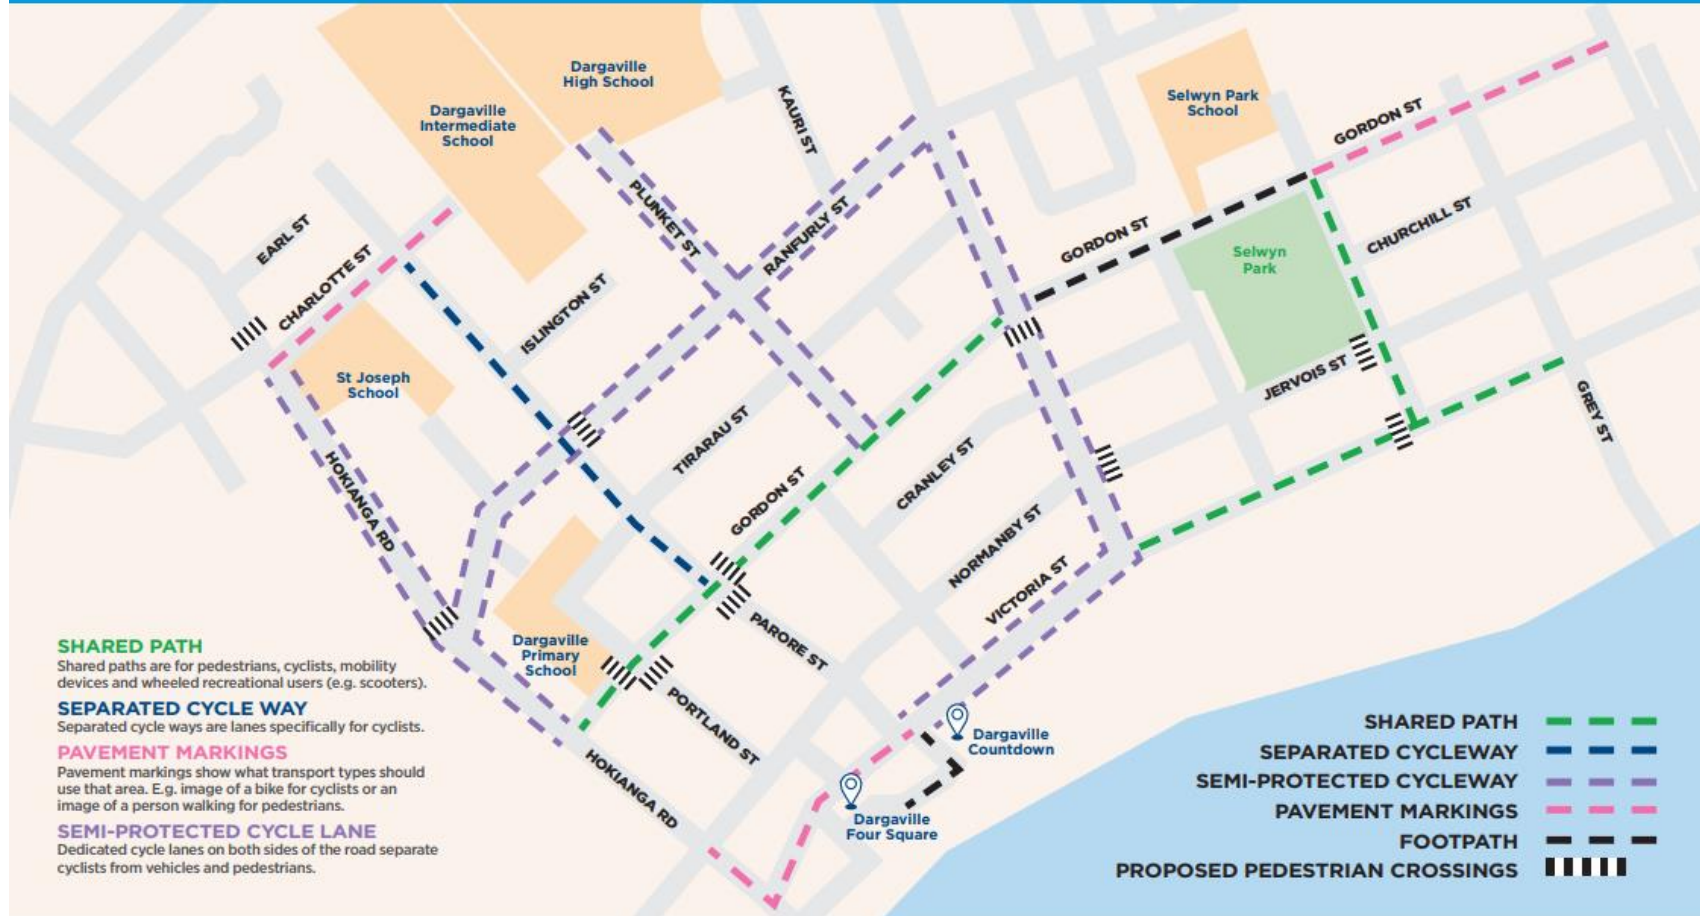 Dargaville
High School
Dargaville
Intermediate
School
KAURI ST
Selwyn Park
School
GORDON ST
PLUNKET ST
RANFURLY ST
EARL ST
CHARLOTTE ST
GORDON ST
CHURCHILL ST
Selwyn
Park
ISLINGTON ST
St Joseph
School
JERVOIS ST
GREY ST
TIRARAU ST
HOKIANGA RD
GORDON ST
CRANLEY ST
NORMANBY ST
VICTORIA ST
PARORE ST
Dargaville
Primary
School
PORTLAND ST
HOKIANGA RD
Dargaville
Countdown
Dargaville
Four Square
SHARED PATH
Shared paths are for pedestrians, cyclists, mobility
devices and wheeled recreational users (e.g. scooters).
SEPARATED CYCLE WAY
Separated cycle ways are lanes specifically for cyclists.
PAVEMENT MARKINGS
Pavement markings show what transport types should
use that area. E.g. image of a bike for cyclists or an
image of a person walking for pedestrians.
SEMI-PROTECTED CYCLE LANE
Dedicated cycle lanes on both sides of the road separate
cyclists from vehicles and pedestrians.
SHARED PATH
SEPARATED CYCLEWAY
SEMI-PROTECTED CYCLEWAY
PAVEMENT MARKINGS
FOOTPATH
PROPOSED PEDESTRIAN CROSSINGS